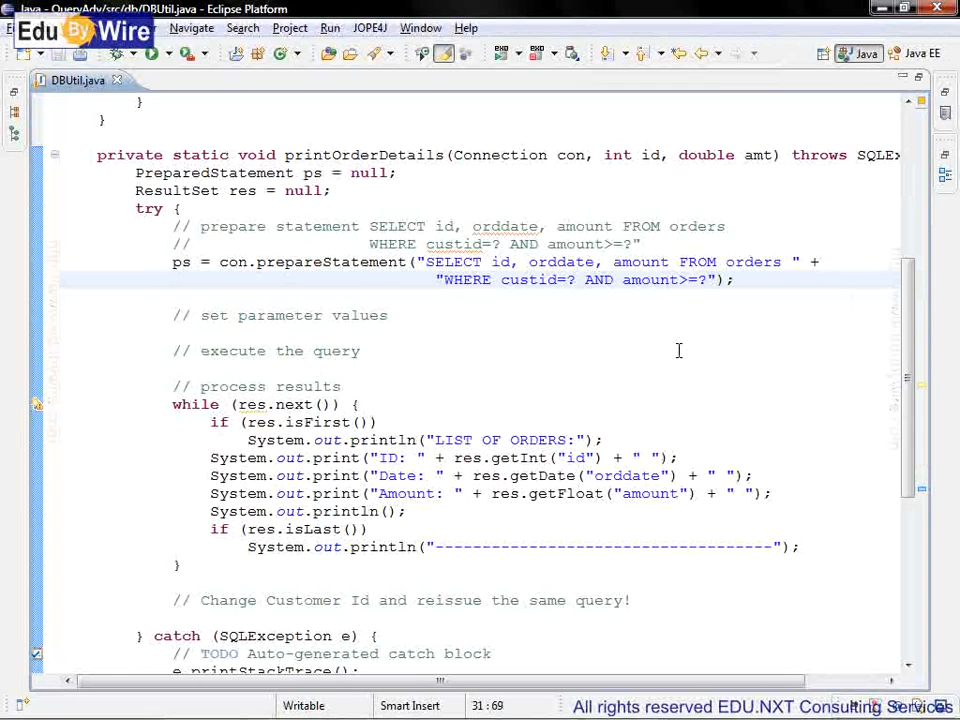 Java - QueryAdv/src/db/DBUtil.java - Eclipse Platform
Edu By Wire
Navigate Search Project Run JOPE4J Window Help
Java Java EE
DBUtil.java
}
}
private static void printOrderDetails(Connection con, int id, double amt) throws SQLEx
PreparedStatement ps = null;
ResultSet res = null;
try {
// prepare statement SELECT id, orddate, amount FROM orders
// WHERE custid=? AND amount>=?"
ps = con.prepareStatement("SELECT id, orddate, amount FROM orders " +
"WHERE custid=? AND amount>=?");
// set parameter values
// execute the query
// process results
while (res.next()) {
if (res.isFirst())
System.out.println("LIST OF ORDERS:");
System.out.print("ID: " + res.getInt("id") + " ");
System.out.print("Date: " + res.getDate("orddate") + " ");
System.out.print("Amount: " + res.getFloat("amount") + " ");
System.out.println();
if (res.isLast())
System.out.println("------------------------------------");
}
// Change Customer Id and reissue the same query!
} catch (SQLException e) {
// TODO Auto-generated catch block
e.printStackTrace();
Writable Smart Insert 31 : 69
All rights reserved EDU.NXT Consulting Services